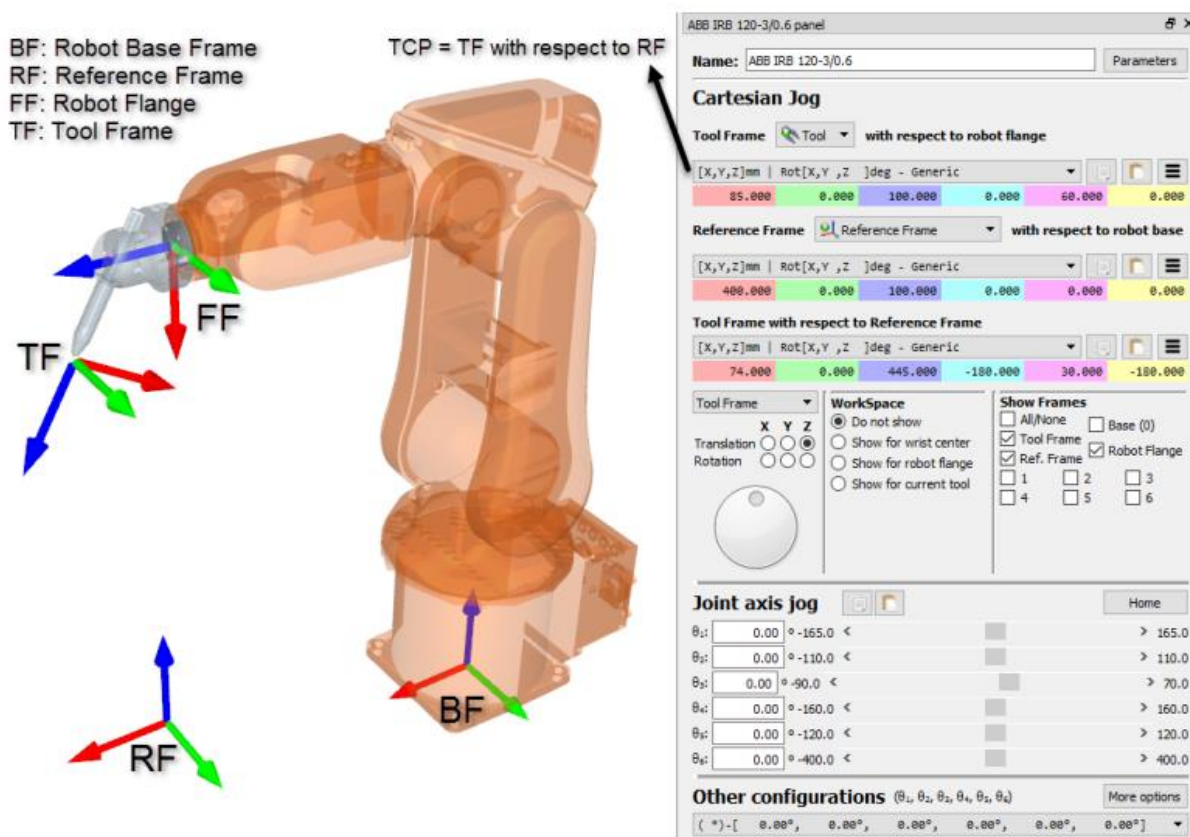 BF: Robot Base Frame
RF: Reference Frame
FF: Robot Flange
TF: Tool Frame
TCP = TF with respect to RF
FF
TF
BF
RF
ABB IRB 120-3/0.6 panel
Name: ABB IRB 120-3/0.6 Parameters
Cartesian Jog
Tool Frame Tool with respect to robot flange
[X,Y,Z]mm | Rot[X,Y ,Z ]deg - Generic
85.000 0.000 100.000 0.000 60.000 0.000
Reference Frame Reference Frame with respect to robot base
[X,Y,Z]mm | Rot[X,Y ,Z ]deg - Generic
400.000 0.000 100.000 0.000 0.000 0.000
Tool Frame with respect to Reference Frame
[X,Y,Z]mm | Rot[X,Y ,Z ]deg - Generic
74.000 0.000 445.000 -180.000 30.000 -180.000
Tool Frame
X Y Z
Translation
Rotation
WorkSpace
Do not show
Show for wrist center
Show for robot flange
Show for current tool
Show Frames
All/None Base (0)
Tool Frame
Ref. Frame Robot Flange
1 2 3
4 5 6
Joint axis jog Home
θ₁: 0.00 º -165.0 < > 165.0
θ₂: 0.00 º -110.0 < > 110.0
θ₃: 0.00 º -90.0 < > 70.0
θ₄: 0.00 º -160.0 < > 160.0
θ₅: 0.00 º -120.0 < > 120.0
θ₆: 0.00 º -400.0 < > 400.0
Other configurations (θ₁, θ₂, θ₃, θ₄, θ₅, θ₆) More options
( *)-[ 0.00°, 0.00°, 0.00°, 0.00°, 0.00°, 0.00°]